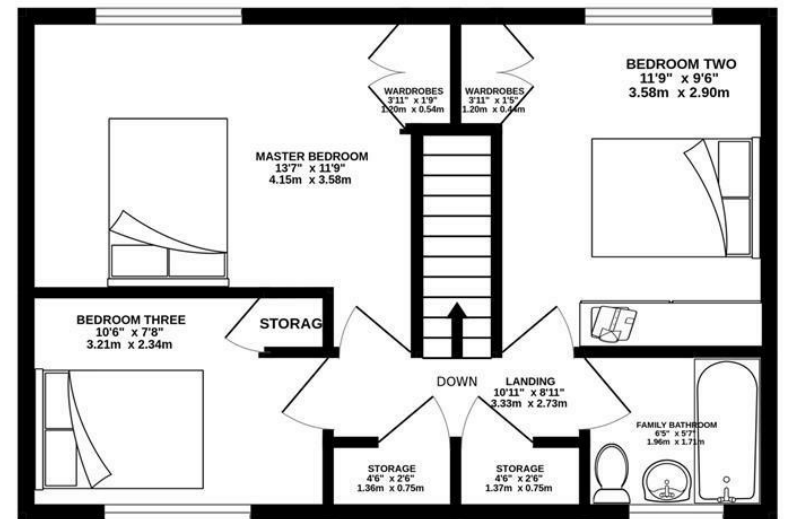 WARDROBES
3'11" x 1'9"
1.20m x 0.54m
WARDROBES
3'11" x 1'5"
1.20m x 0.44m
BEDROOM TWO
11'9" x 9'6"
3.58m x 2.90m
MASTER BEDROOM
13'7" x 11'9"
4.15m x 3.58m
BEDROOM THREE
10'6" x 7'8"
3.21m x 2.34m
STORAG
DOWN
LANDING
10'11" x 8'11"
3.33m x 2.73m
FAMILY BATHROOM
6'5" x 5'7"
1.96m x 1.71m
STORAGE
4'6" x 2'6"
1.36m x 0.75m
STORAGE
4'6" x 2'6"
1.37m x 0.75m